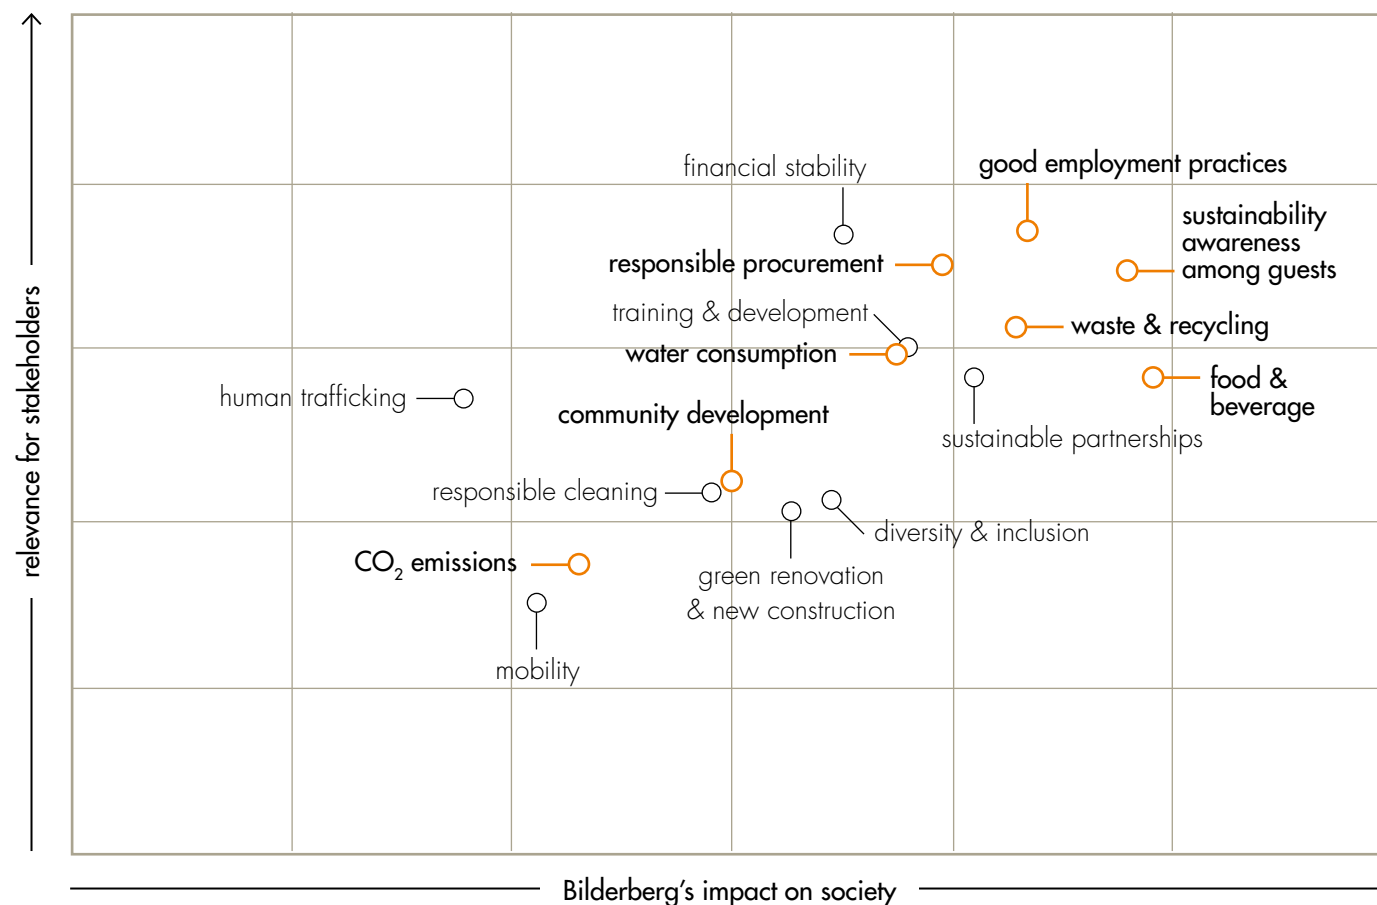 relevance for stakeholders
financial stability
good employment practices
sustainability
awareness
among guests
responsible procurement
training & development
waste & recycling
water consumption
food &
beverage
human trafficking
community development
sustainable partnerships
responsible cleaning
diversity & inclusion
CO₂ emissions
green renovation
& new construction
mobility
Bilderberg’s impact on society